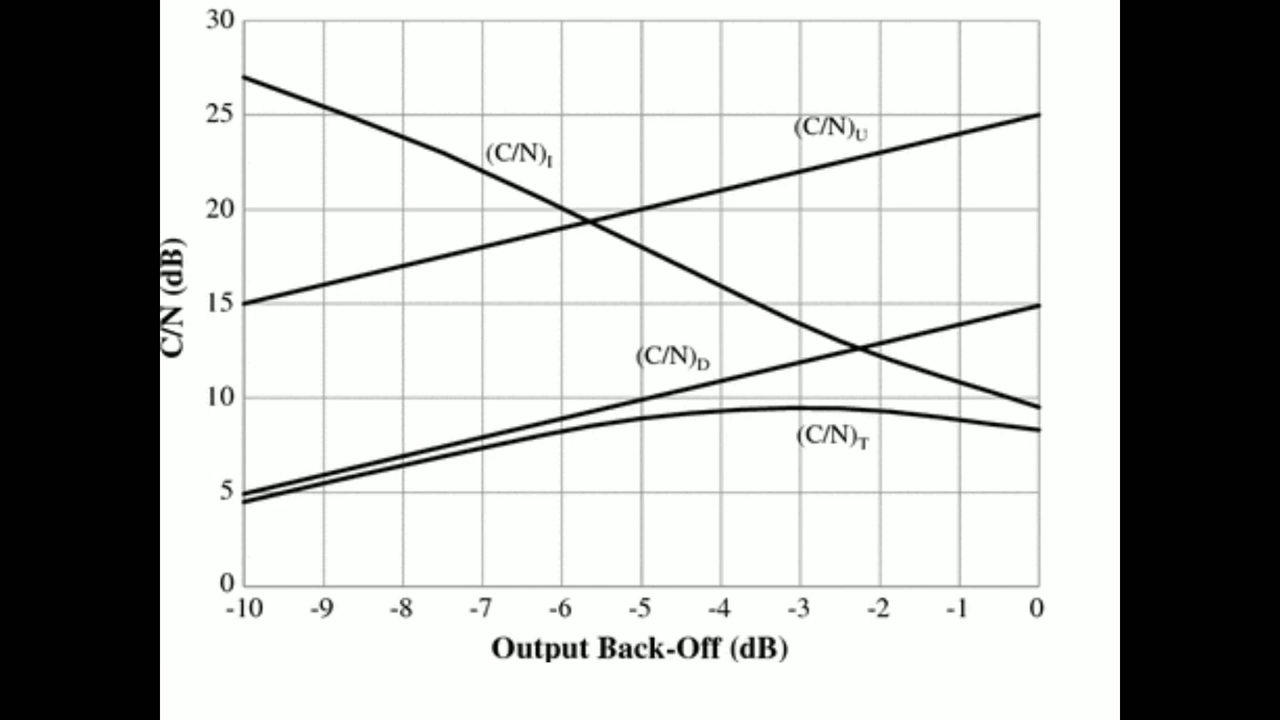 30
25
20
15
10
5
0
C/N (dB)
(C/N)U
(C/N)I
(C/N)D
(C/N)T
-10 -9 -8 -7 -6 -5 -4 -3 -2 -1 0
Output Back-Off (dB)